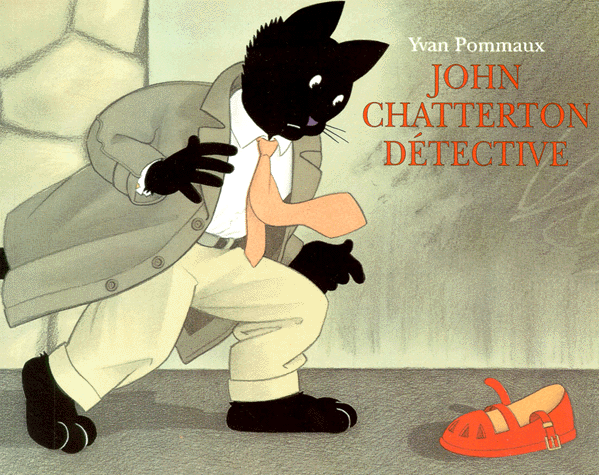 Yvan Pommaux
JOHN
CHATTERTON
DÉTECTIVE